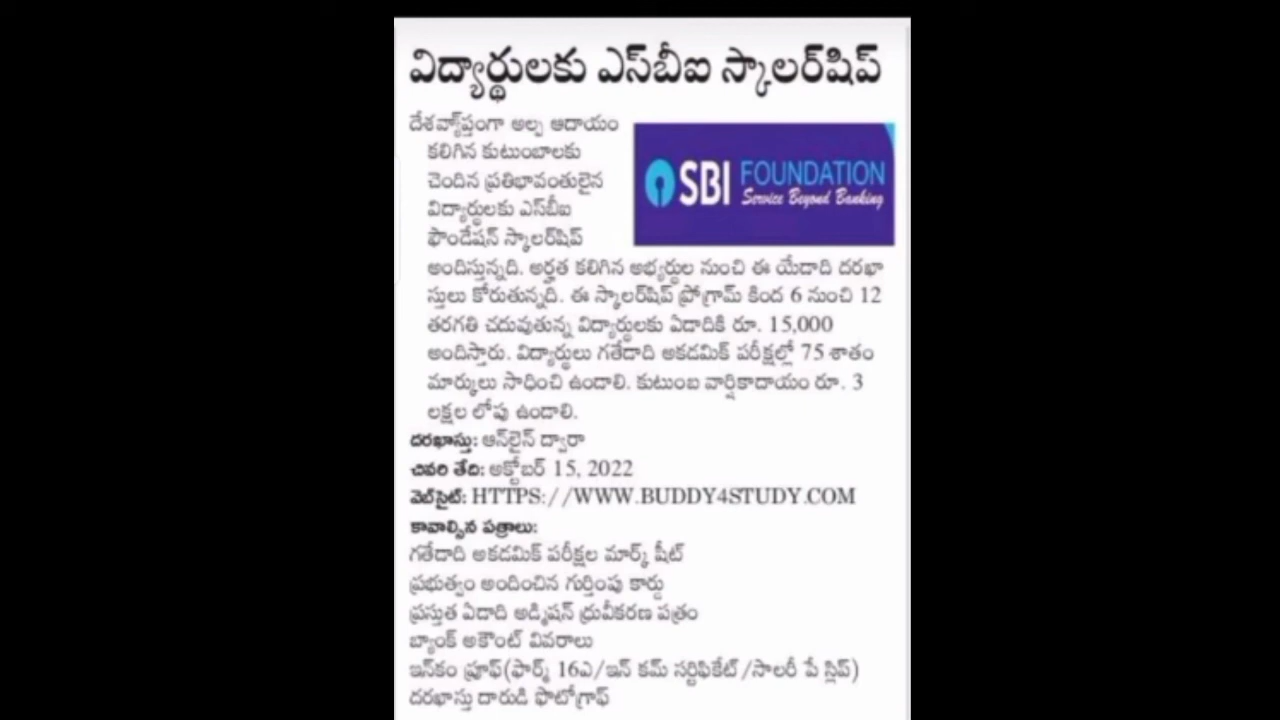 విద్యార్థులకు ఎస్‌బీఐ స్కాలర్‌షిప్
దేశవ్యా్ప్తంగా అల్ప ఆదాయం
కలిగిన కుటుంబాలకు
చెందిన ప్రతిభావంతులైన
విద్యార్థులకు ఎస్‌బీఐ
ఫౌండేషన్ స్కాలర్‌షిప్
SBI FOUNDATION
Service Beyond Banking
అందిస్తున్నది. అర్హత కలిగిన అభ్యర్థుల నుంచి ఈ యేడాది దరఖా
స్తులు కోరుతున్నది. ఈ స్కాలర్‌షిప్ ప్రోగ్రామ్ కింద 6 నుంచి 12
తరగతి చదువుతున్న విద్యార్థులకు ఏడాదికి రూ. 15,000
అందిస్తారు. విద్యార్థులు గతేడాది అకడమిక్ పరీక్షల్లో 75 శాతం
మార్కులు సాధించి ఉండాలి. కుటుంబ వార్షికాదాయం రూ. 3
లక్షల లోపు ఉండాలి.
దరఖాస్తు: ఆన్‌లైన్ ద్వారా
చివరి తేది: అక్టోబర్ 15, 2022
వెబ్‌సైట్: HTTPS://WWW.BUDDY4STUDY.COM
కావాల్సిన పత్రాలు:
గతేడాది అకడమిక్ పరీక్షల మార్క్ షీట్
ప్రభుత్వం అందించిన గుర్తింపు కార్డు
ప్రస్తుత ఏడాది అడ్మిషన్ ధ్రువీకరణ పత్రం
బ్యాంక్ అకౌంట్ వివరాలు
ఇన్‌కం ప్రూఫ్(ఫార్మ్ 16ఎ/ఇన్ కమ్ సర్టిఫికేట్/సాలరీ పే స్లిప్)
దరఖాస్తు దారుడి ఫొటోగ్రాఫ్